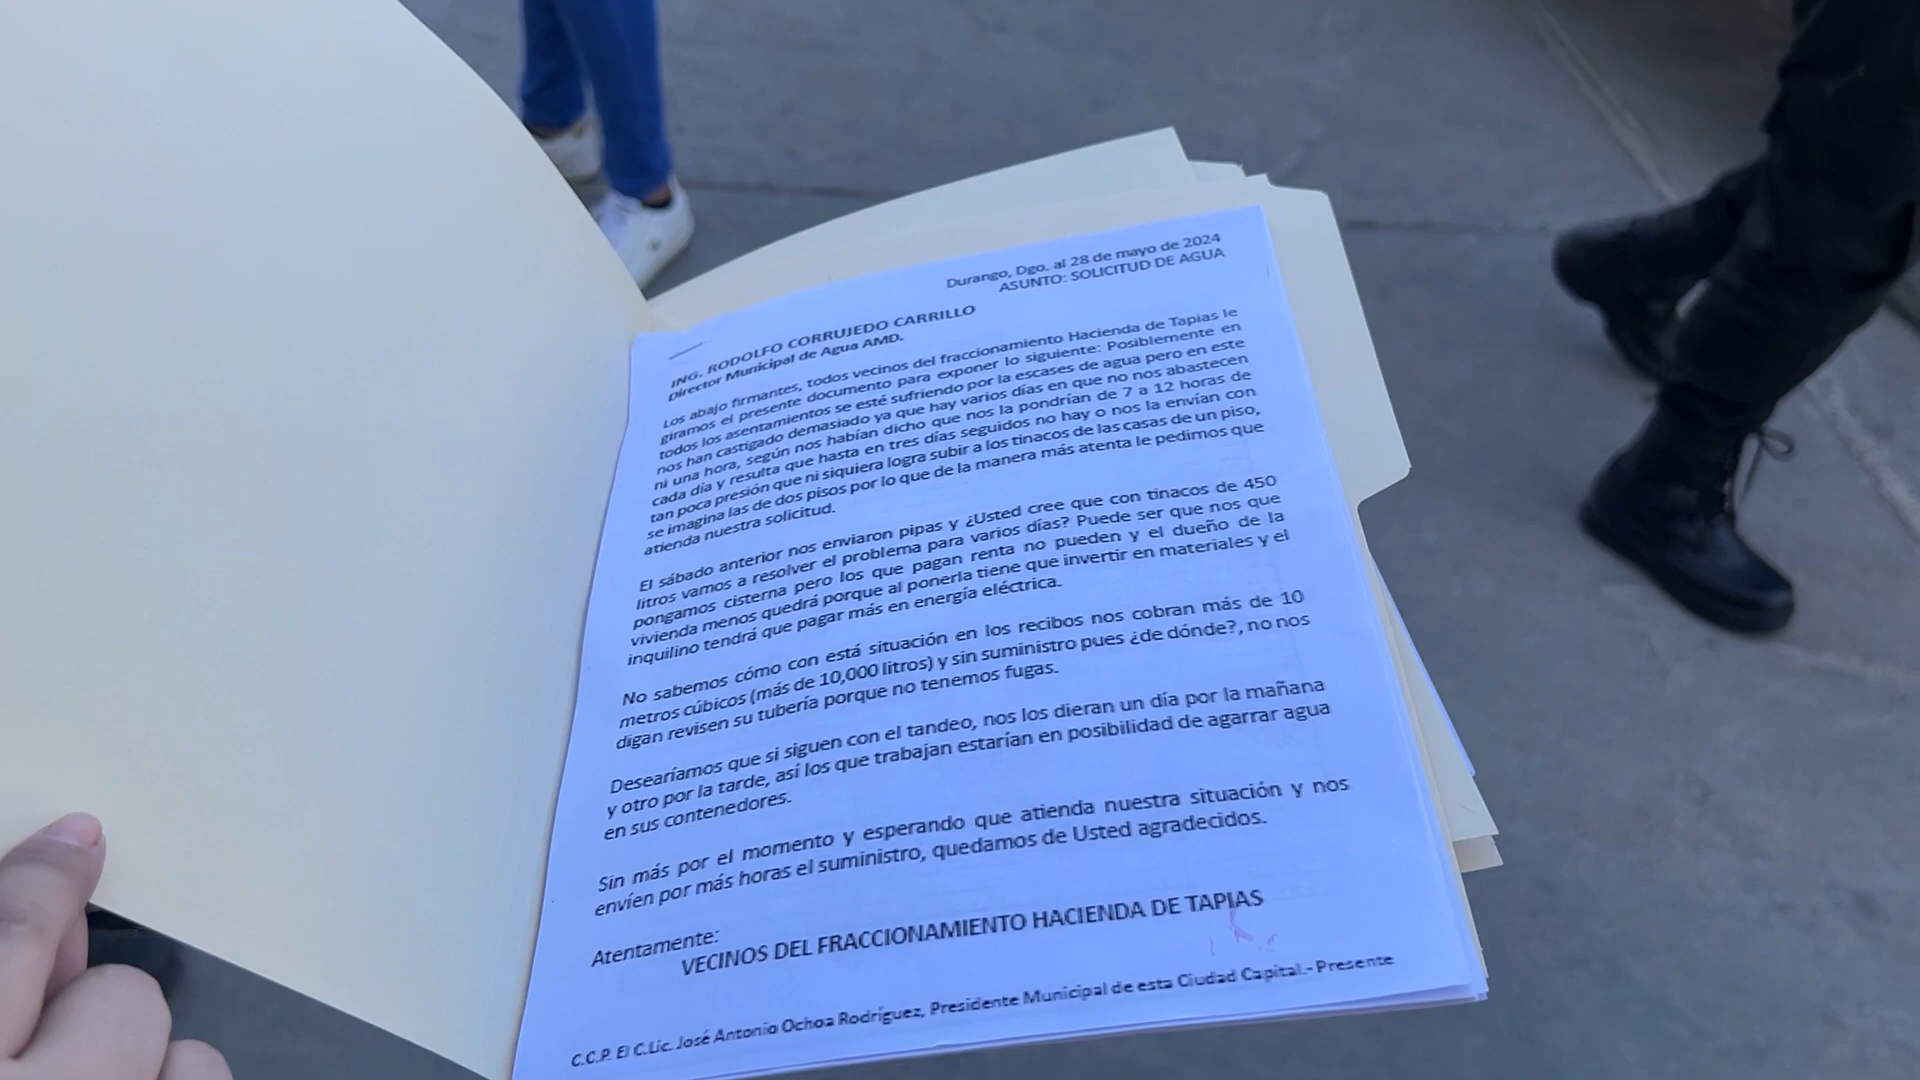 Durango, Dgo. al 28 de mayo de 2024
ASUNTO: SOLICITUD DE AGUA
ING. RODOLFO CORRUJEDO CARRILLO
Director Municipal de Agua AMD.
Los abajo firmantes, todos vecinos del fraccionamiento Hacienda de Tapias le
giramos el presente documento para exponer lo siguiente: Posiblemente en
todos los asentamientos se esté sufriendo por la escases de agua pero en este
nos han castigado demasiado ya que hay varios días en que no nos abastecen
ni una hora, según nos habían dicho que nos la pondrían de 7 a 12 horas de
cada día y resulta que hasta en tres días seguidos no hay o nos la envían con
tan poca presión que ni siquiera logra subir a los tinacos de las casas de un piso,
se imagina las de dos pisos por lo que de la manera más atenta le pedimos que
atienda nuestra solicitud.
El sábado anterior nos enviaron pipas y ¿Usted cree que con tinacos de 450
litros vamos a resolver el problema para varios días? Puede ser que nos que
pongamos cisterna pero los que pagan renta no pueden y el dueño de la
vivienda menos quedrá porque al ponerla tiene que invertir en materiales y el
inquilino tendrá que pagar más en energía eléctrica.
No sabemos cómo con está situación en los recibos nos cobran más de 10
metros cúbicos (más de 10,000 litros) y sin suministro pues ¿de dónde?, no nos
digan revisen su tubería porque no tenemos fugas.
Desearíamos que si siguen con el tandeo, nos los dieran un día por la mañana
y otro por la tarde, así los que trabajan estarían en posibilidad de agarrar agua
en sus contenedores.
Sin más por el momento y esperando que atienda nuestra situación y nos
envíen por más horas el suministro, quedamos de Usted agradecidos.
Atentamente:
VECINOS DEL FRACCIONAMIENTO HACIENDA DE TAPIAS
C.C.P. El C.Lic. José Antonio Ochoa Rodríguez, Presidente Municipal de esta Ciudad Capital.- Presente